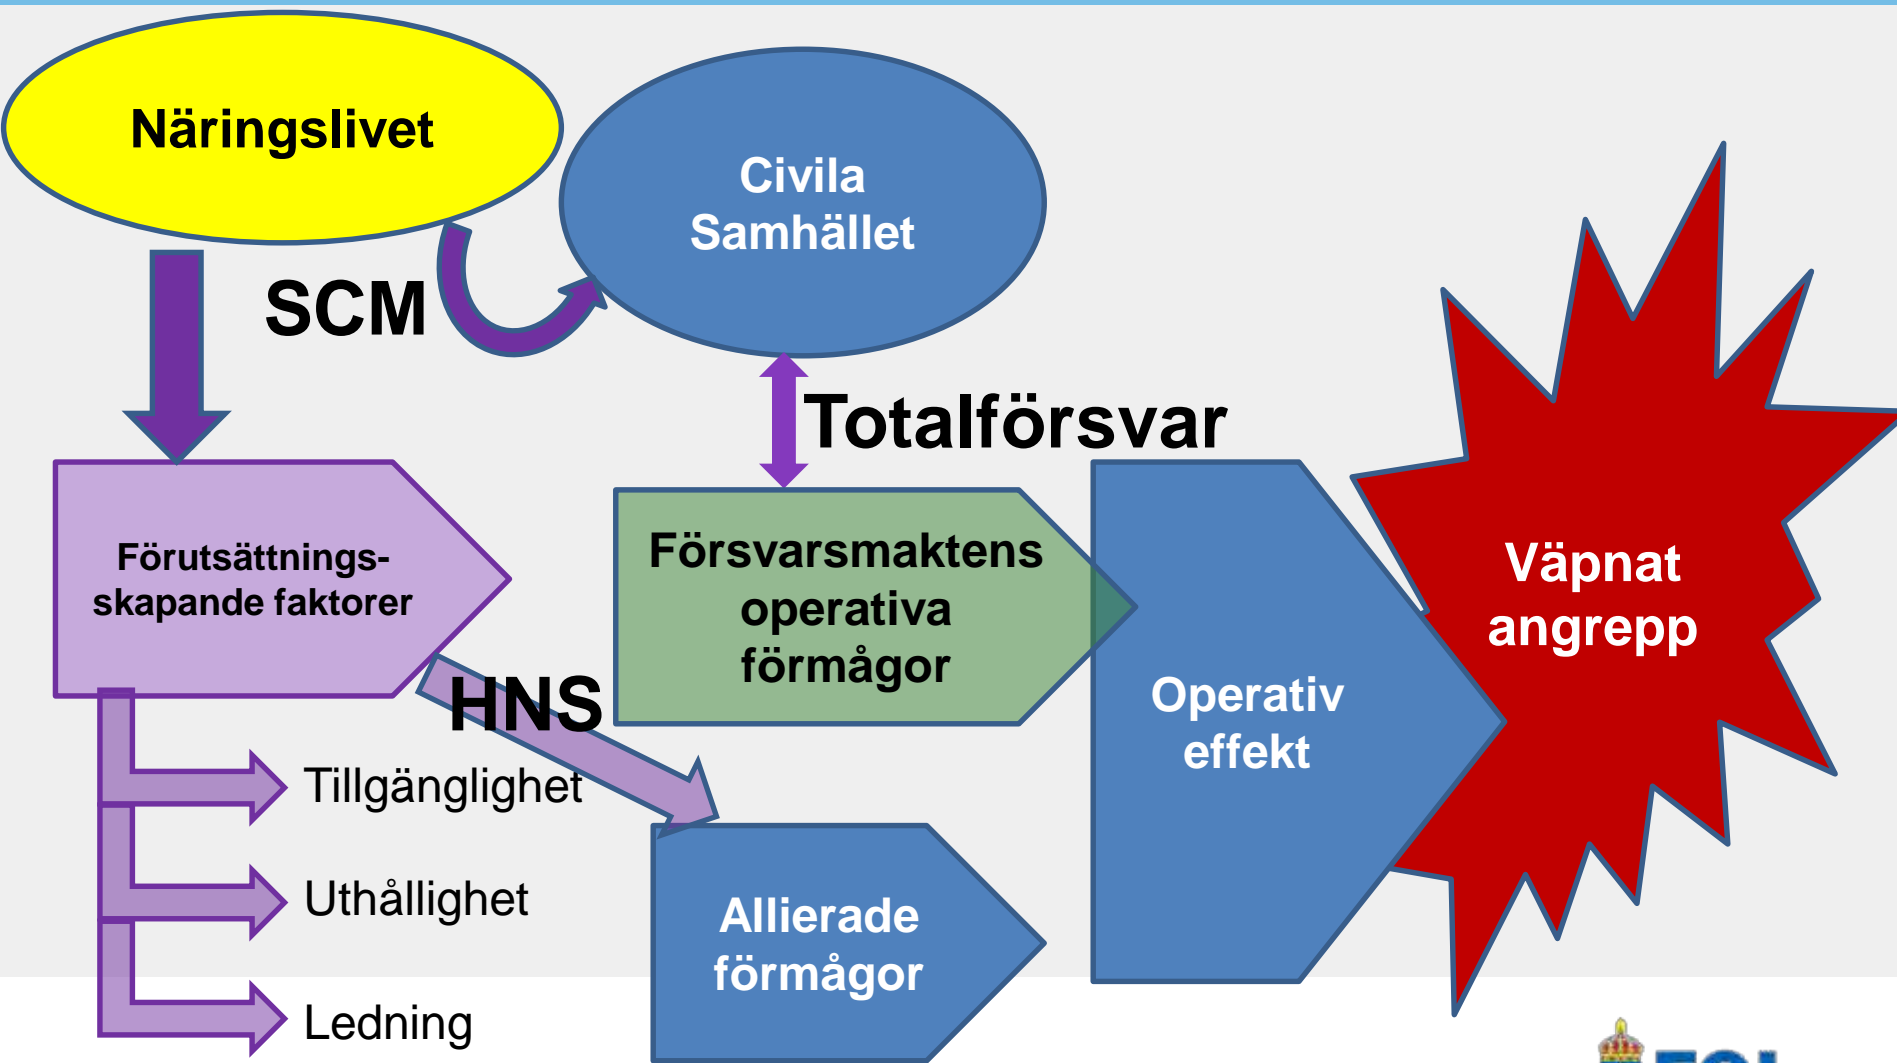 Näringslivet
Civila
Samhället
SCM
Totalförsvar
Förutsättnings-
skapande faktorer
Försvarsmaktens
operativa
förmågor
Väpnat
angrepp
HNS
Operativ
effekt
Tillgänglighet
Uthållighet
Allierade
förmågor
Ledning
FOI